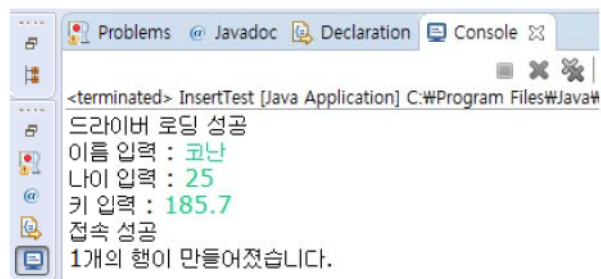 Problems @ Javadoc Declaration Console
<terminated> InsertTest [Java Application] C:₩Program Files₩Java₩
드라이버 로딩 성공
이름 입력 : 코난
나이 입력 : 25
키 입력 : 185.7
접속 성공
1개의 행이 만들어졌습니다.